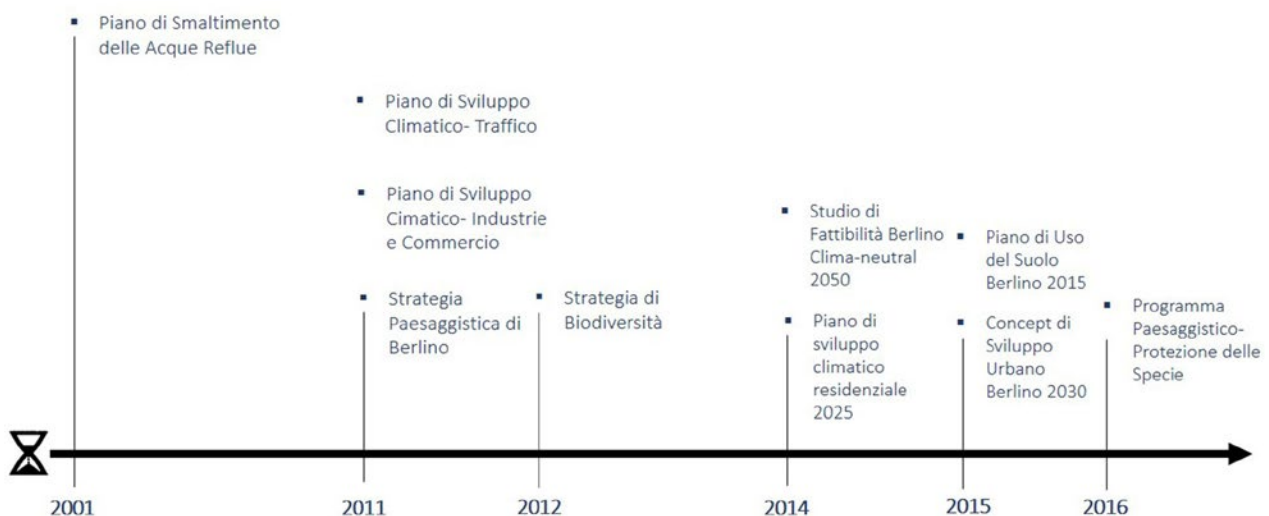 Piano di Smaltimento
delle Acque Reflue
Piano di Sviluppo
Climatico- Traffico
Piano di Sviluppo
Cimatico- Industrie
e Commercio
Strategia
Paesaggistica di
Berlino
Strategia di
Biodiversità
Studio di
Fattibilità Berlino
Clima-neutral
2050
Piano di
sviluppo
climatico
residenziale
2025
Piano di Uso
del Suolo
Berlino 2015
Concept di
Sviluppo
Urbano
Berlino 2030
Programma
Paesaggistico-
Protezione delle
Specie
2001
2011
2012
2014
2015
2016